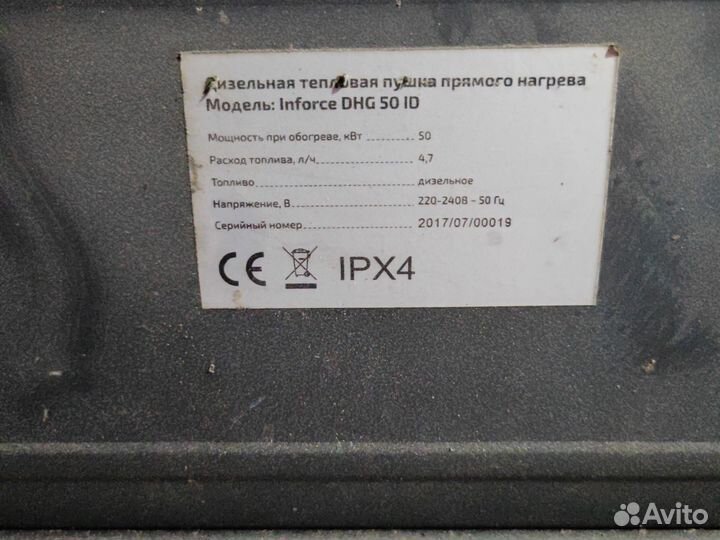 Дизельная тепловая пушка прямого нагрева
Модель: Inforce DHG 50 ID
Мощность при обогреве, кВт 50
Расход топлива, л/ч 4,7
Топливо дизельное
Напряжение, В 220-240В ~ 50 Гц
Серийный номер 2017/07/00019
CE IPX4
Avito